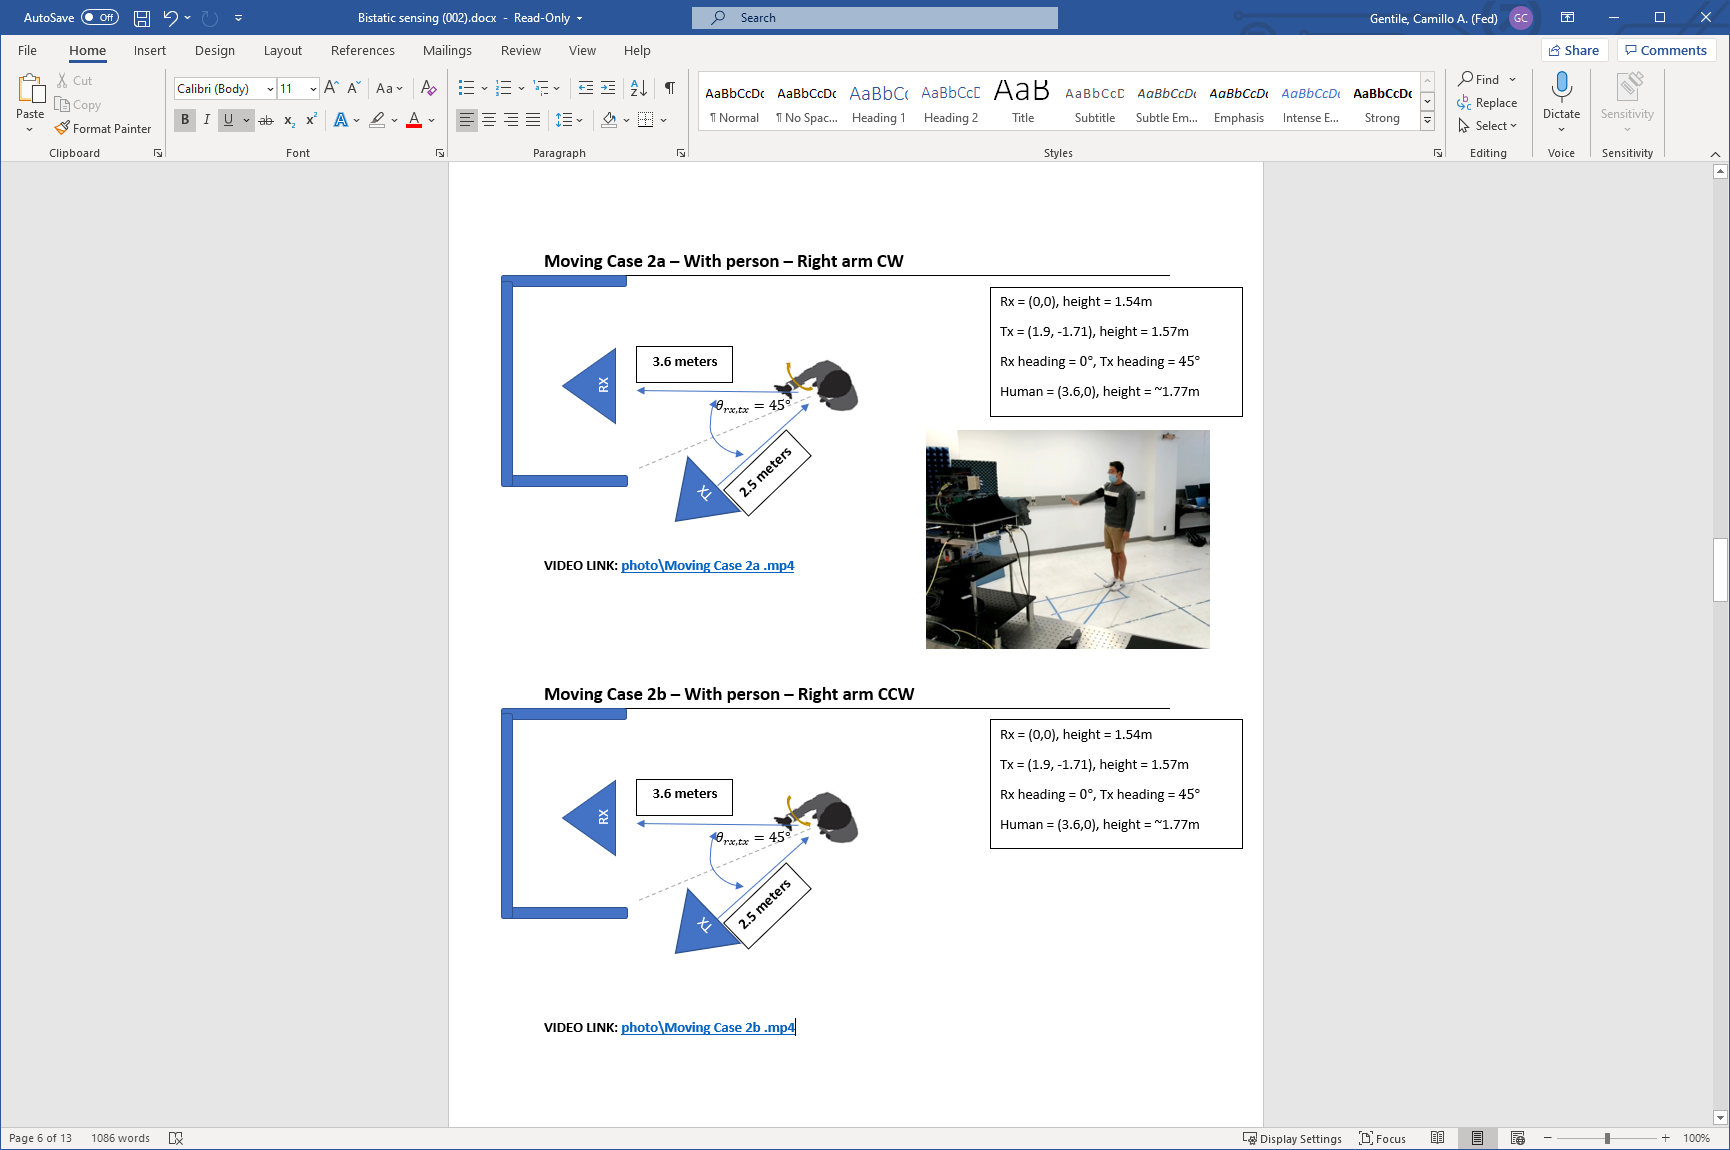 AutoSave Off
Bistatic sensing (002).docx - Read-Only
Search
Gentile, Camillo A. (Fed) GC
File Home Insert Design Layout References Mailings Review View Help
Share Comments
Paste
Cut
Copy
Format Painter
Clipboard
Calibri (Body) 11
Font
Paragraph
AaBbCcDc ¶ Normal
AaBbCcDc ¶ No Spac...
AaBbCc Heading 1
AaBbCcD Heading 2
AaB Title
AaBbCcD Subtitle
AaBbCcDc Subtle Em...
AaBbCcDc Emphasis
AaBbCcDc Intense E...
AaBbCcDc Strong
Styles
Find
Replace
Select
Editing
Dictate
Voice
Sensitivity
Sensitivity
Moving Case 2a – With person – Right arm CW
Rx = (0,0), height = 1.54m
Tx = (1.9, -1.71), height = 1.57m
Rx heading = 0°, Tx heading = 45°
Human = (3.6,0), height = ~1.77m
RX
3.6 meters
θrx,tx = 45°
2.5 meters
TX
VIDEO LINK: photo\Moving Case 2a .mp4
Moving Case 2b – With person – Right arm CCW
Rx = (0,0), height = 1.54m
Tx = (1.9, -1.71), height = 1.57m
Rx heading = 0°, Tx heading = 45°
Human = (3.6,0), height = ~1.77m
RX
3.6 meters
θrx,tx = 45°
2.5 meters
TX
VIDEO LINK: photo\Moving Case 2b .mp4
Page 6 of 13 1086 words
Display Settings Focus 100%